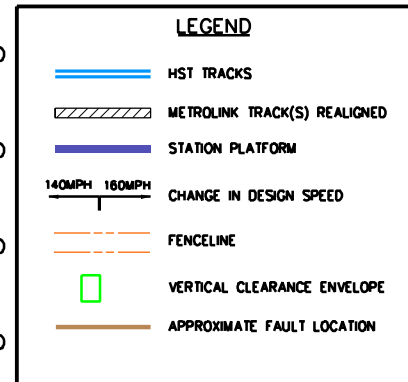 LEGEND
HST TRACKS
METROLINK TRACK(S) REALIGNED
STATION PLATFORM
140MPH 160MPH
CHANGE IN DESIGN SPEED
FENCELINE
VERTICAL CLEARANCE ENVELOPE
APPROXIMATE FAULT LOCATION